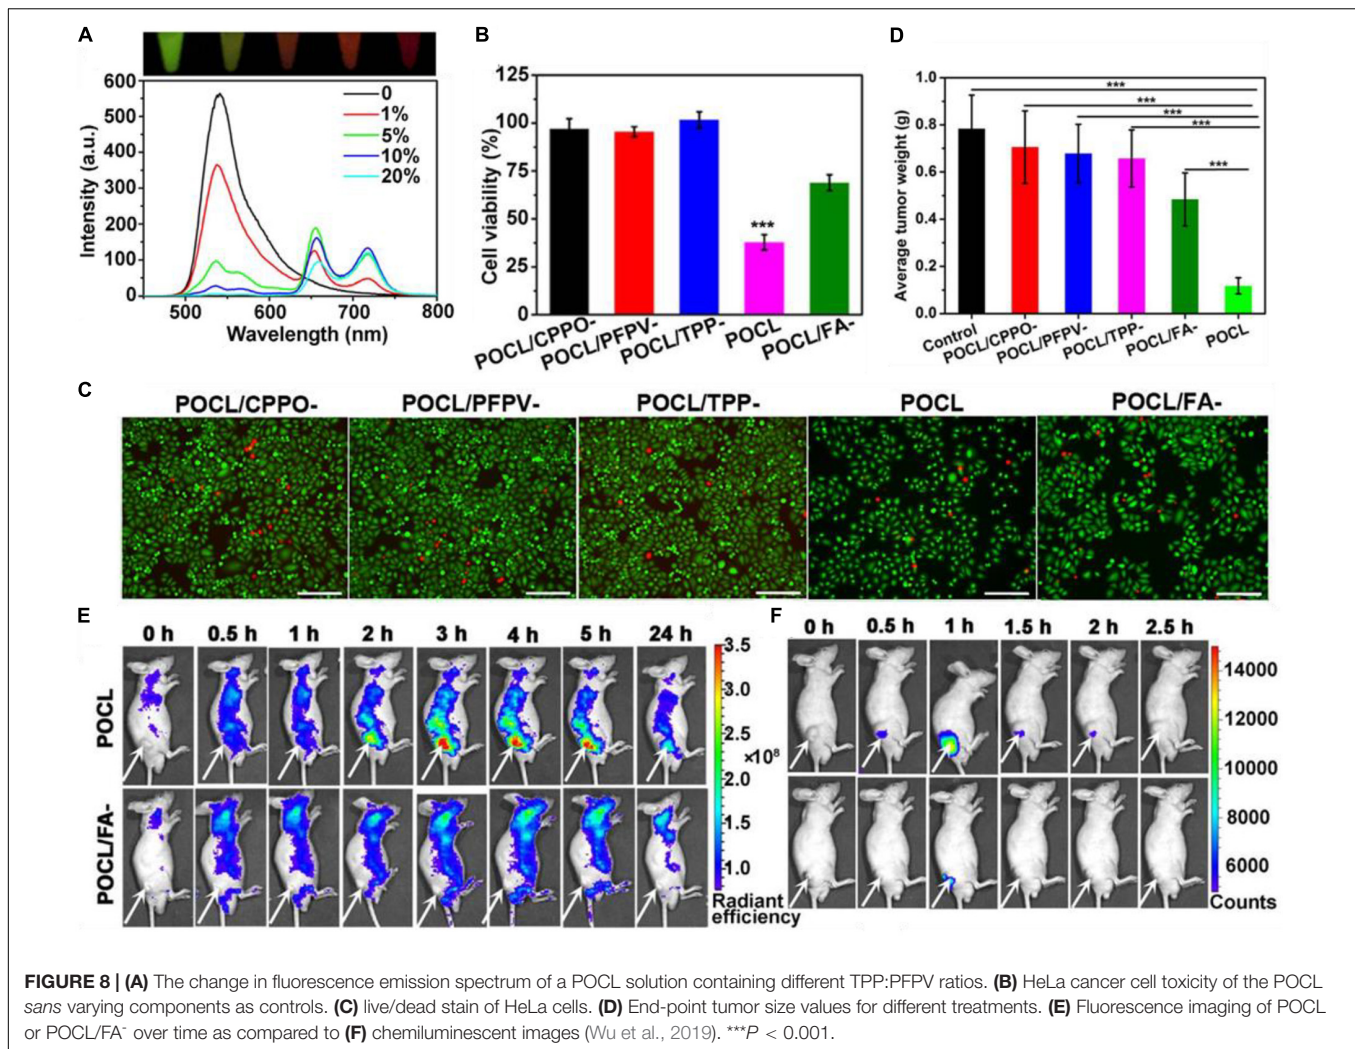 A
600
500
400
300
200
100
0
Intensity (a.u.)
0
1%
5%
10%
20%
500 600 700 800
Wavelength (nm)
B
125
100
75
50
25
0
Cell viability (%)
***
POCL/CPPO-
POCL/PFPV-
POCL/TPP-
POCL
POCL/FA-
D
1.0
0.8
0.6
0.4
0.2
0.0
Average tumor weight (g)
***
***
***
***
***
Control
POCL/CPPO-
POCL/PFPV-
POCL/TPP-
POCL/FA-
POCL
C
POCL/CPPO- POCL/PFPV- POCL/TPP- POCL POCL/FA-
E
0 h 0.5 h 1 h 2 h 3 h 4 h 5 h 24 h
POCL
POCL/FA-
3.5
3.0
2.5
×10⁸
2.0
1.5
1.0
Radiant
efficiency
F
0 h 0.5 h 1 h 1.5 h 2 h 2.5 h
14000
12000
10000
8000
6000
Counts
FIGURE 8 | (A) The change in fluorescence emission spectrum of a POCL solution containing different TPP:PFPV ratios. (B) HeLa cancer cell toxicity of the POCL
sans varying components as controls. (C) live/dead stain of HeLa cells. (D) End-point tumor size values for different treatments. (E) Fluorescence imaging of POCL
or POCL/FA⁻ over time as compared to (F) chemiluminescent images (Wu et al., 2019). ***P < 0.001.